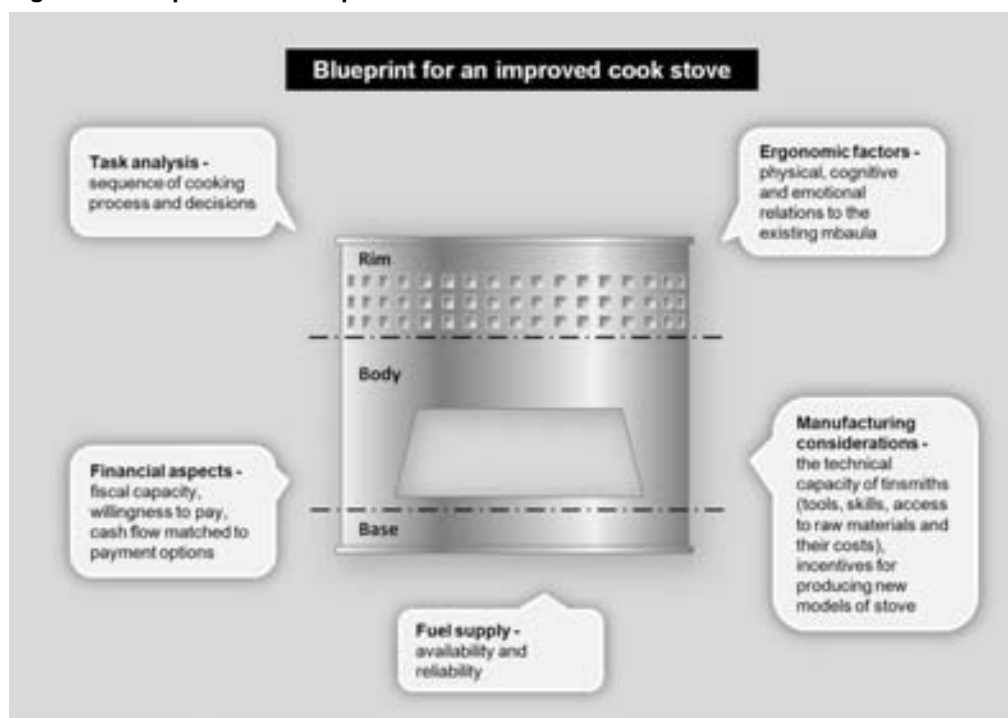 Blueprint for an improved cook stove
Task analysis -
sequence of cooking
process and decisions
Ergonomic factors -
physical, cognitive
and emotional
relations to the
existing mbaula
Rim
Body
Base
Financial aspects -
fiscal capacity,
willingness to pay,
cash flow matched to
payment options
Manufacturing
considerations -
the technical
capacity of tinsmiths
(tools, skills, access
to raw materials and
their costs),
incentives for
producing new
models of stove
Fuel supply -
availability and
reliability